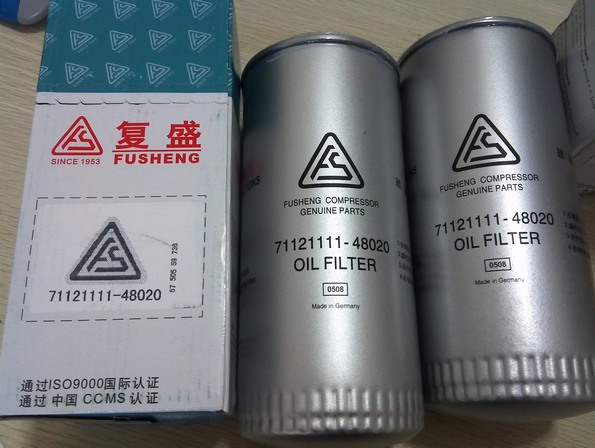 复盛
SINCE 1953
FUSHENG
71121111-48020
67 505 59 738
通过ISO9000国际认证
通过 中国 CCMS 认证
FUSHENG COMPRESSOR
GENUINE PARTS
71121111-48020
OIL FILTER
0508
Made in Germany
FUSHENG COMPRESSOR
GENUINE PARTS
71121111-48020
OIL FILTER
0508
Made in Germany